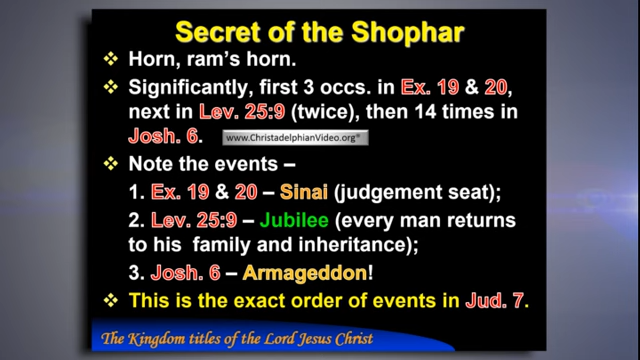 Secret of the Shophar
❖ Horn, ram's horn.
❖ Significantly, first 3 occs. in Ex. 19 & 20,
next in Lev. 25:9 (twice), then 14 times in
Josh. 6.
www.ChristadelphianVideo.org®
❖ Note the events –
1. Ex. 19 & 20 – Sinai (judgement seat);
2. Lev. 25:9 – Jubilee (every man returns
to his family and inheritance);
3. Josh. 6 – Armageddon!
❖ This is the exact order of events in Jud. 7.
The Kingdom titles of the Lord Jesus Christ